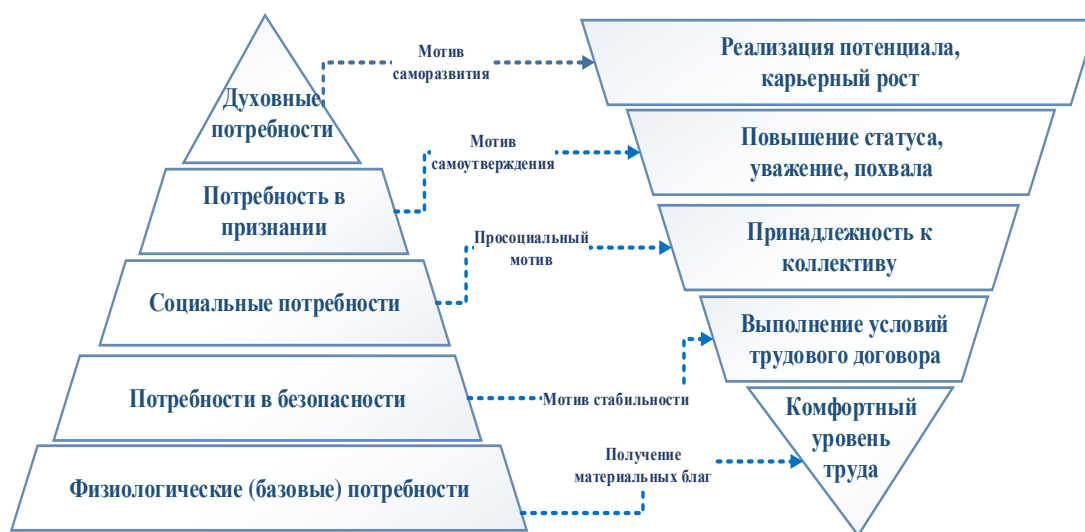 Духовные
потребности
Мотив
саморазвития
Реализация потенциала,
карьерный рост
Потребность в
признании
Мотив
самоутверждения
Повышение статуса,
уважение, похвала
Социальные потребности
Просоциальный
мотив
Принадлежность к
коллективу
Потребности в безопасности
Мотив стабильности
Выполнение условий
трудового договора
Физиологические (базовые) потребности
Получение
материальных благ
Комфортный
уровень
труда